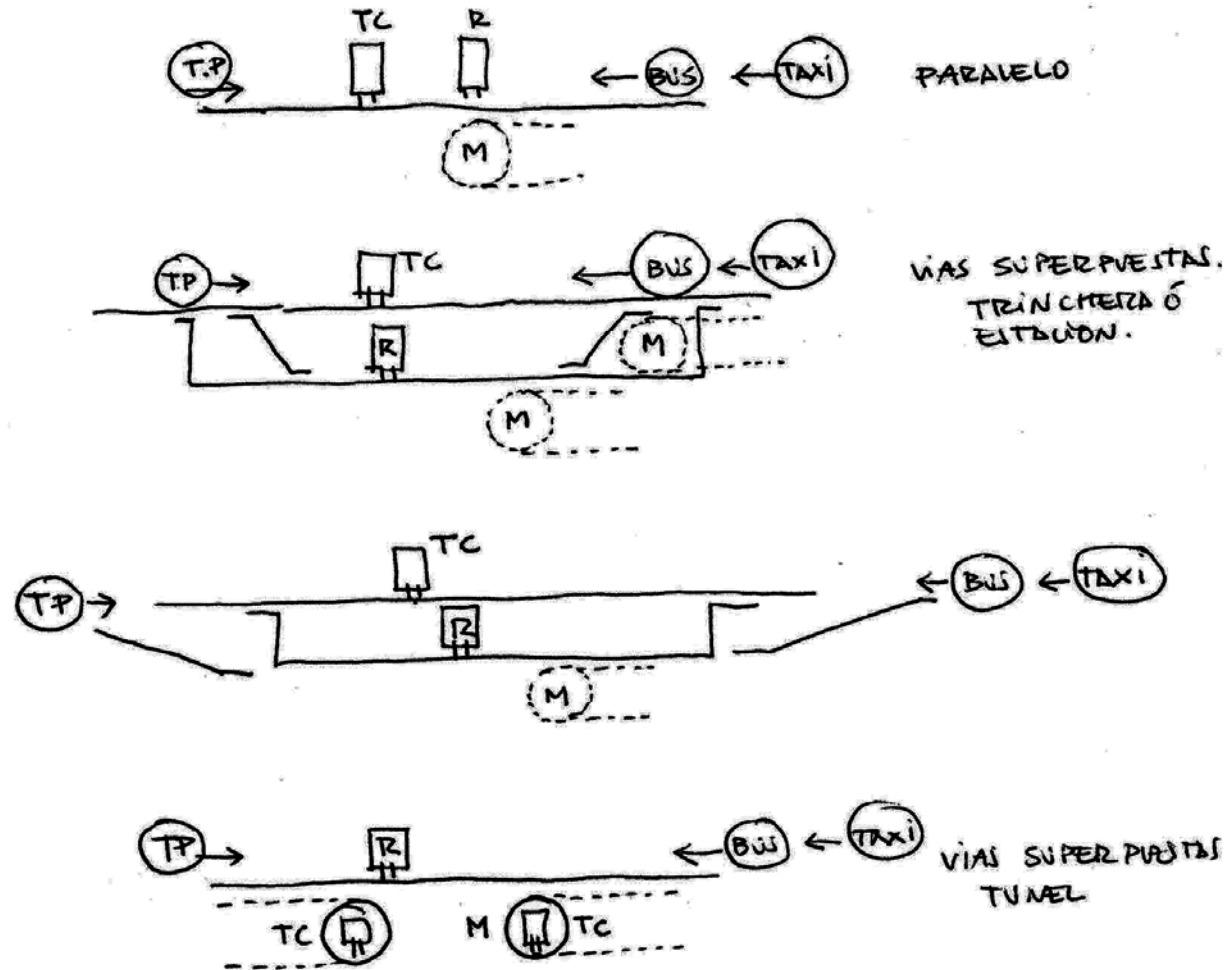 TC R
T.P BUS TAXI PARALELO
M
TP TC BUS TAXI VIAS SUPERPUESTAS.
R M TRINCHERA Ó
ESTACIÓN.
M
TC
TP BUS TAXI
R
M
TP R BUS TAXI VIAS SUPERPUESTAS
TUNEL
TC M TC